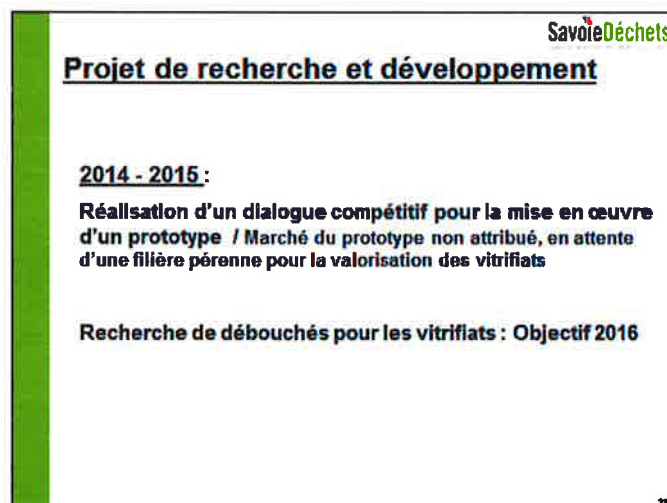 SavoieDéchets
Projet de recherche et développement
2014 - 2015 :
Réalisation d'un dialogue compétitif pour la mise en œuvre
d'un prototype / Marché du prototype non attribué, en attente
d'une filière pérenne pour la valorisation des vitrifiats
Recherche de débouchés pour les vitrifiats : Objectif 2016